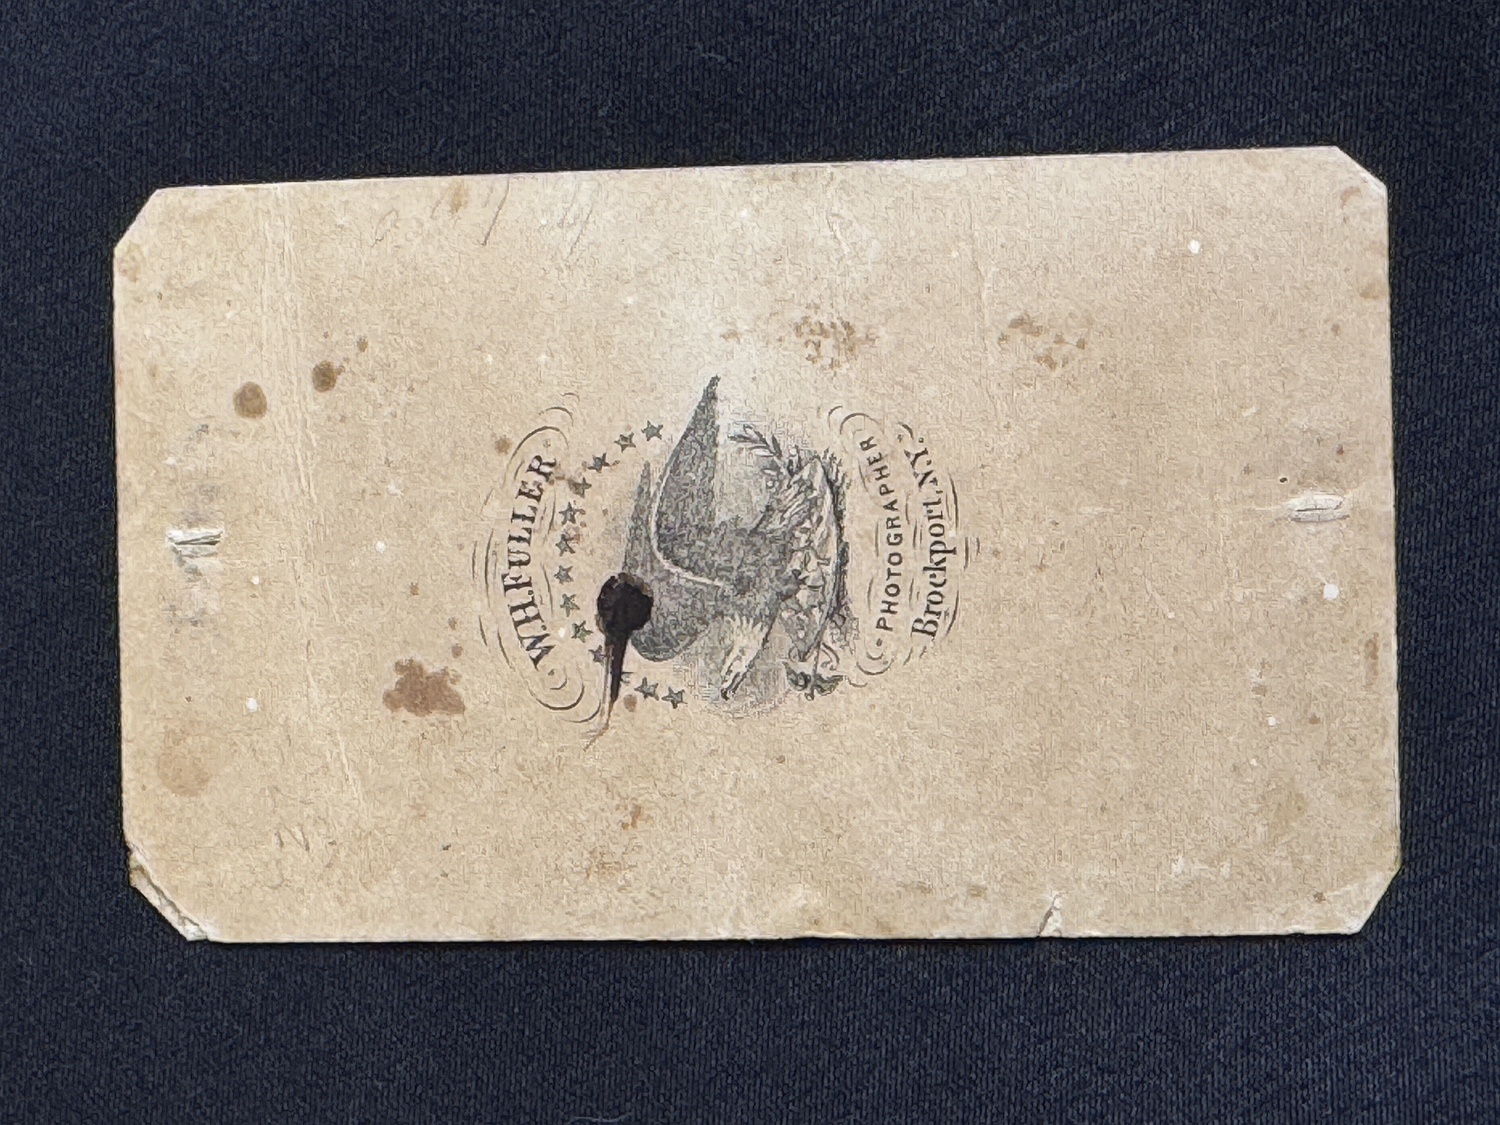 W.H.FULLER
PHOTOGRAPHER
Brockport, N.Y.